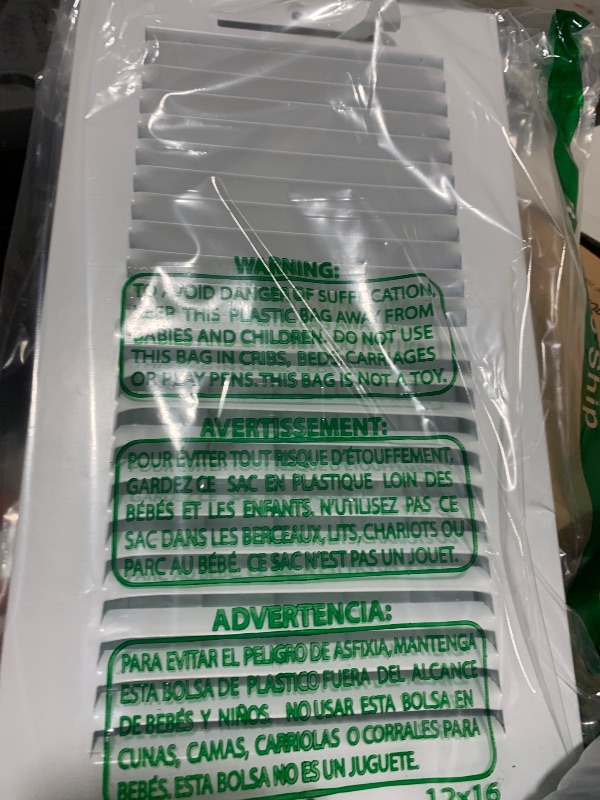 WARNING:
TO AVOID DANGER OF SUFFOCATION,
KEEP THIS PLASTIC BAG AWAY FROM
BABIES AND CHILDREN. DO NOT USE
THIS BAG IN CRIBS, BEDS, CARRIAGES
OR PLAY PENS. THIS BAG IS NOT A TOY.
AVERTISSEMENT:
POUR ÉVITER TOUT RISQUE D'ÉTOUFFEMENT,
GARDEZ CE SAC EN PLASTIQUE LOIN DES
BÉBÉS ET LES ENFANTS. N'UTILISEZ PAS CE
SAC DANS LES BERCEAUX, LITS, CHARIOTS OU
PARC AU BÉBÉ. CE SAC N'EST PAS UN JOUET.
ADVERTENCIA:
PARA EVITAR EL PELIGRO DE ASFIXIA, MANTENGA
ESTA BOLSA DE PLASTICO FUERA DEL ALCANCE
DE BEBÉS Y NIÑOS. NO USAR ESTA BOLSA EN
CUNAS, CAMAS, CARRIOLAS O CORRALES PARA
BEBÉS. ESTA BOLSA NO ES UN JUGUETE.
12x16
Ship